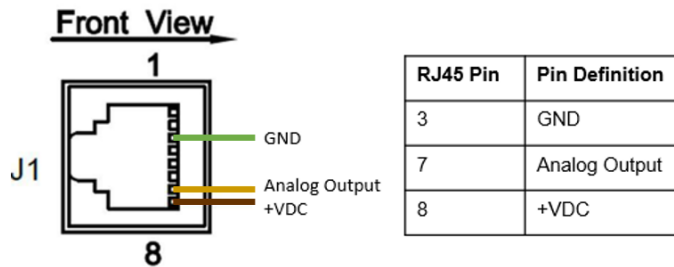 Front View
1
J1
GND
Analog Output
+VDC
8
RJ45 Pin Pin Definition
3 GND
7 Analog Output
8 +VDC